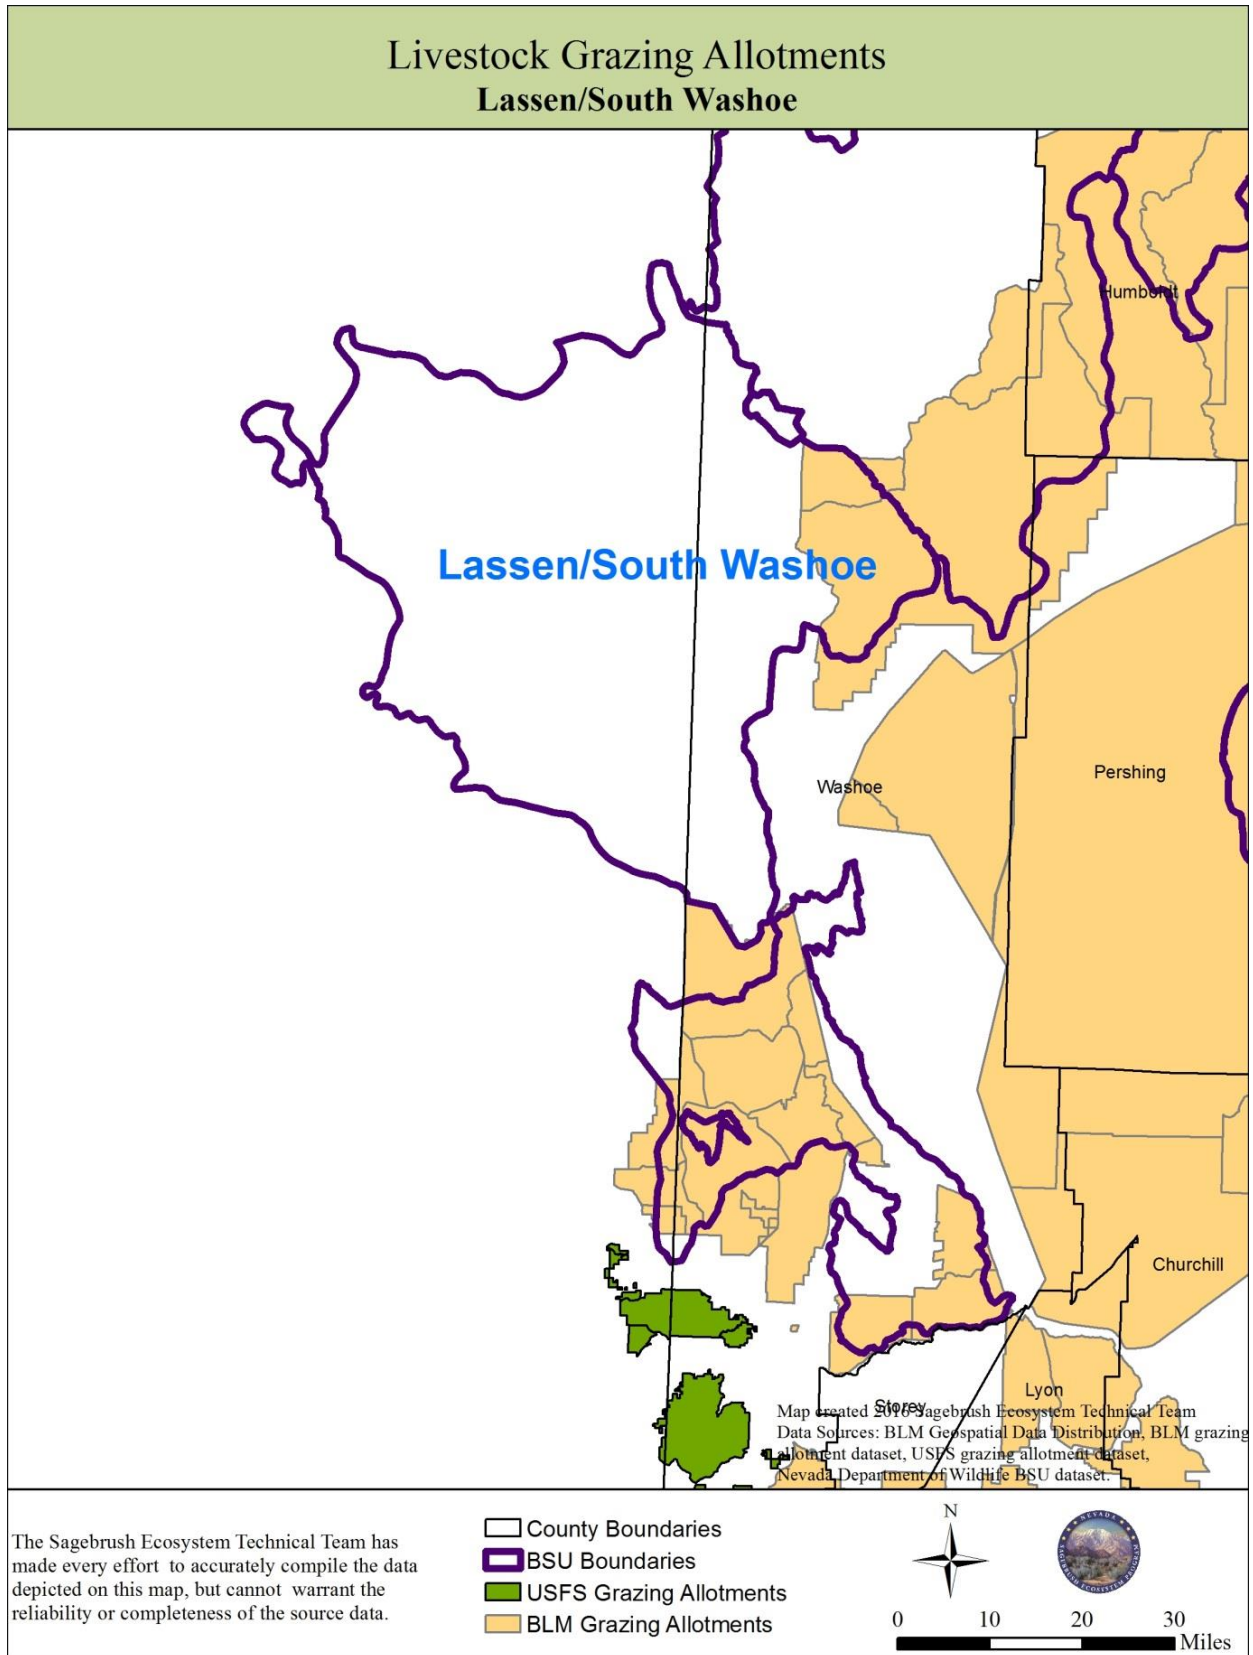 Livestock Grazing Allotments
Lassen/South Washoe
Humboldt
Lassen/South Washoe
Washoe
Pershing
Churchill
Lyon
Storey
Map created 2016 Sagebrush Ecosystem Technical Team
Data Sources: BLM Geospatial Data Distribution, BLM grazing
allotment dataset, USFS grazing allotment dataset,
Nevada Department of Wildlife BSU dataset.
The Sagebrush Ecosystem Technical Team has
made every effort to accurately compile the data
depicted on this map, but cannot warrant the
reliability or completeness of the source data.
County Boundaries
BSU Boundaries
USFS Grazing Allotments
BLM Grazing Allotments
N
NEVADA
SAGEBRUSH ECOSYSTEM PROGRAM
0 10 20 30
Miles